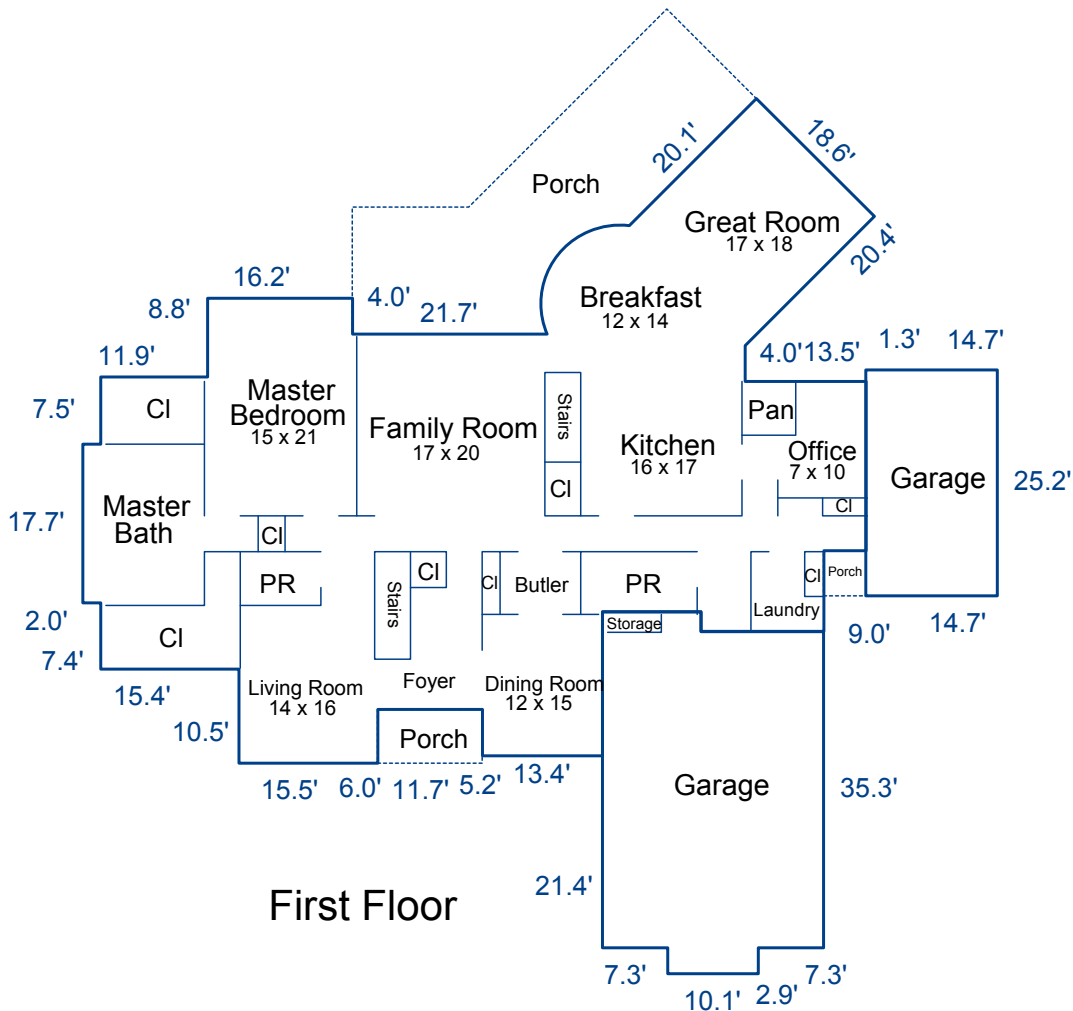 18.6'
20.1'
Porch
Great Room
17 x 18
20.4'
16.2'
8.8'
4.0'
21.7'
Breakfast
12 x 14
11.9'
4.0'
13.5'
1.3'
14.7'
7.5'
Cl
Master
Bedroom
15 x 21
Family Room
17 x 20
Stairs
Cl
Kitchen
16 x 17
Pan
Office
7 x 10
Cl
Garage
25.2'
17.7'
Master
Bath
Cl
PR
Stairs
Cl
Cl
Butler
PR
Cl
Porch
Laundry
Storage
9.0'
14.7'
2.0'
7.4'
Cl
15.4'
10.5'
Living Room
14 x 16
Foyer
Dining Room
12 x 15
Porch
15.5'
6.0'
11.7'
5.2'
13.4'
Garage
35.3'
21.4'
First Floor
7.3'
10.1'
2.9'
7.3'